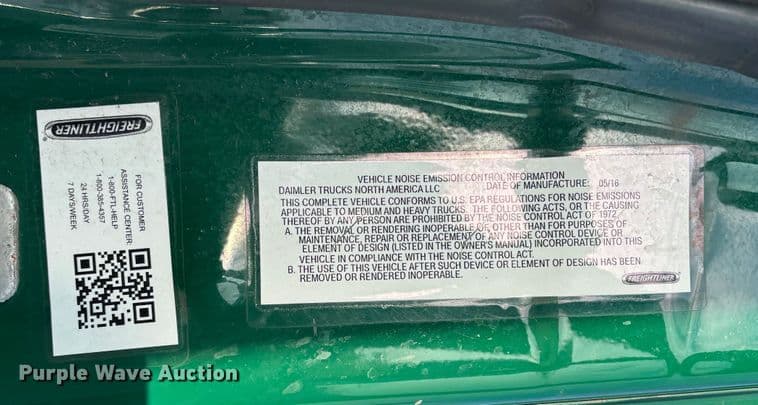 FREIGHTLINER
FOR CUSTOMER
ASSISTANCE CENTER:
1-800-FTL-HELP
1-800-385-4357
24 HRS/DAY
7 DAYS/WEEK
VEHICLE NOISE EMISSION CONTROL INFORMATION
DAIMLER TRUCKS NORTH AMERICA LLC DATE OF MANUFACTURE: 05/16
THIS COMPLETE VEHICLE CONFORMS TO U.S. EPA REGULATIONS FOR NOISE EMISSIONS
APPLICABLE TO MEDIUM AND HEAVY TRUCKS. THE FOLLOWING ACTS, OR THE CAUSING
THEREOF BY ANY PERSON ARE PROHIBITED BY THE NOISE CONTROL ACT OF 1972.
A. THE REMOVAL OR RENDERING INOPERABLE, OTHER THAN FOR PURPOSES OF
MAINTENANCE, REPAIR OR REPLACEMENT OF ANY NOISE CONTROL DEVICE OR
ELEMENT OF DESIGN (LISTED IN THE OWNER'S MANUAL) INCORPORATED INTO THIS
VEHICLE IN COMPLIANCE WITH THE NOISE CONTROL ACT.
B. THE USE OF THIS VEHICLE AFTER SUCH DEVICE OR ELEMENT OF DESIGN HAS BEEN
REMOVED OR RENDERED INOPERABLE.
FREIGHTLINER
Purple Wave Auction